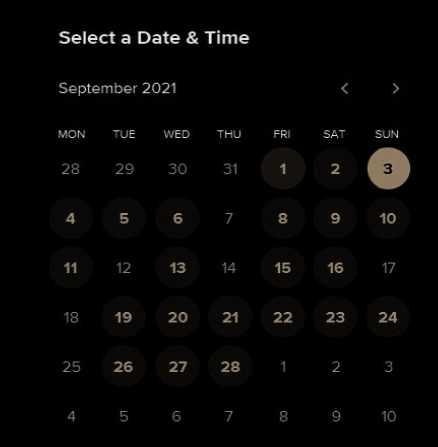 Select a Date & Time
September 2021
MON TUE WED THU FRI SAT SUN
28 29 30 31 1 2 3
4 5 6 7 8 9 10
11 12 13 14 15 16 17
18 19 20 21 22 23 24
25 26 27 28 1 2 3
4 5 6 7 8 9 10